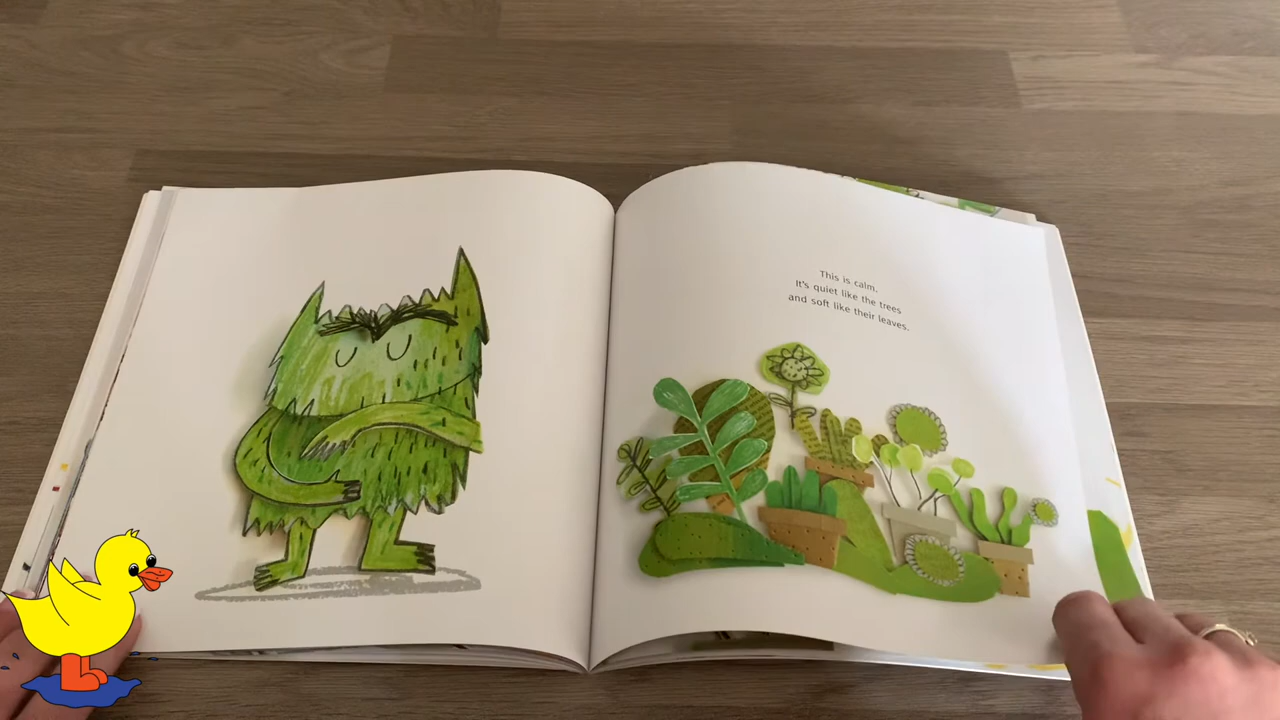 This is calm.
It's quiet like the trees
and soft like their leaves.